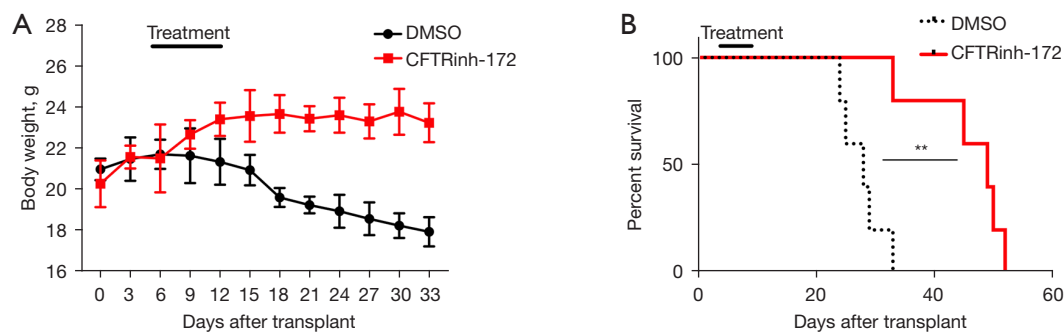 A
Treatment
DMSO
CFTRinh-172
Body weight, g
28
26
24
22
20
18
16
0 3 6 9 12 15 18 21 24 27 30 33
Days after transplant
B
Treatment
DMSO
CFTRinh-172
Percent survival
100
50
0
**
0 20 40 60
Days after transplant